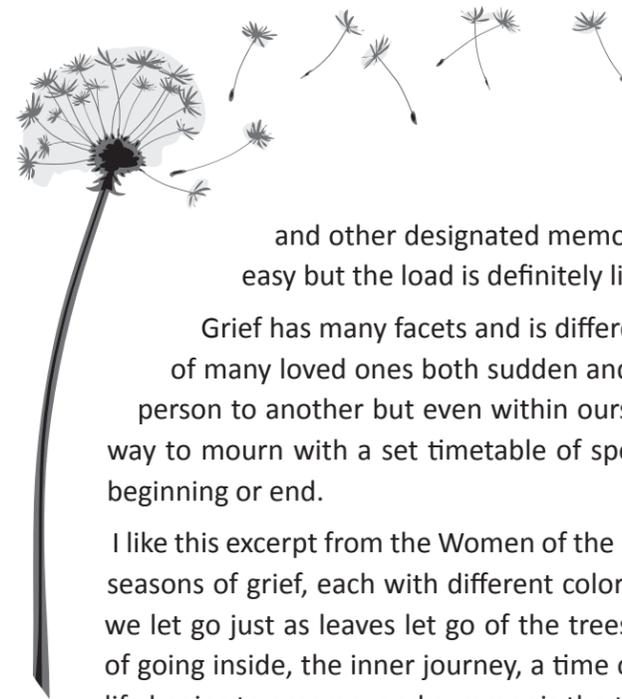 and other designated memo
easy but the load is definitely li
Grief has many facets and is differe
of many loved ones both sudden and
person to another but even within ours
way to mourn with a set timetable of spe
beginning or end.
I like this excerpt from the Women of the
seasons of grief, each with different color
we let go just as leaves let go of the trees
of going inside, the inner journey, a time